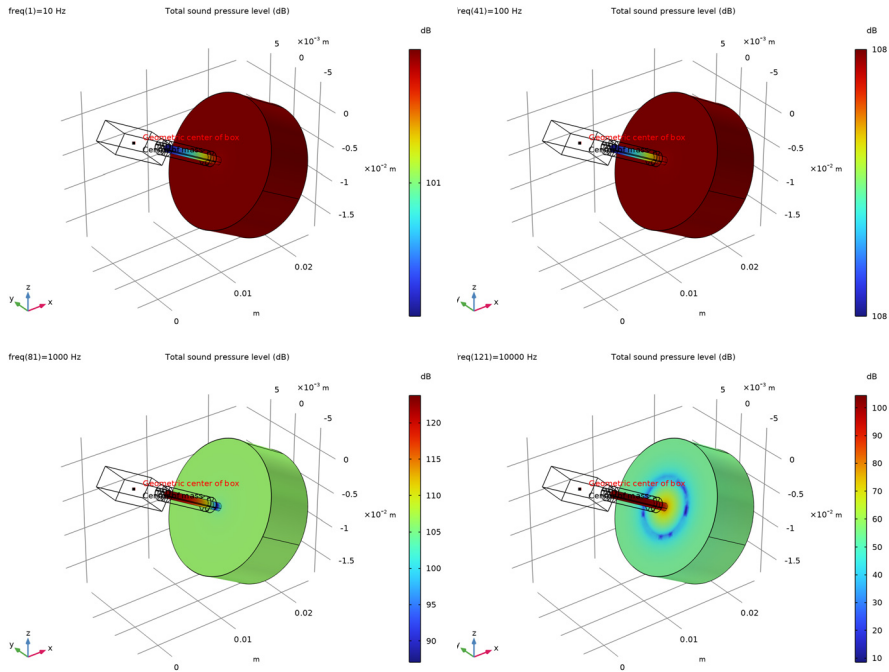 freq(1)=10 Hz
Total sound pressure level (dB)
×10⁻³ m
dB
5
0
-5
0
-0.5
×10⁻² m
-1
-1.5
0.02
0.01
m
0
Geometric center of box
101
y
z
x
freq(41)=100 Hz
Total sound pressure level (dB)
×10⁻³ m
dB
108
5
0
-5
0
-0.5
×10⁻² m
-1
-1.5
0.02
0.01
m
0
Geometric center of box
108
y
z
x
freq(81)=1000 Hz
Total sound pressure level (dB)
×10⁻³ m
dB
5
0
-5
0
-0.5
×10⁻² m
-1
-1.5
0.02
0.01
m
0
Geometric center of box
120
115
110
105
100
95
90
y
z
x
freq(121)=10000 Hz
Total sound pressure level (dB)
×10⁻³ m
dB
5
0
-5
0
-0.5
×10⁻² m
-1
-1.5
0.02
0.01
m
0
Geometric center of box
100
90
80
70
60
50
40
30
20
10
y
z
x